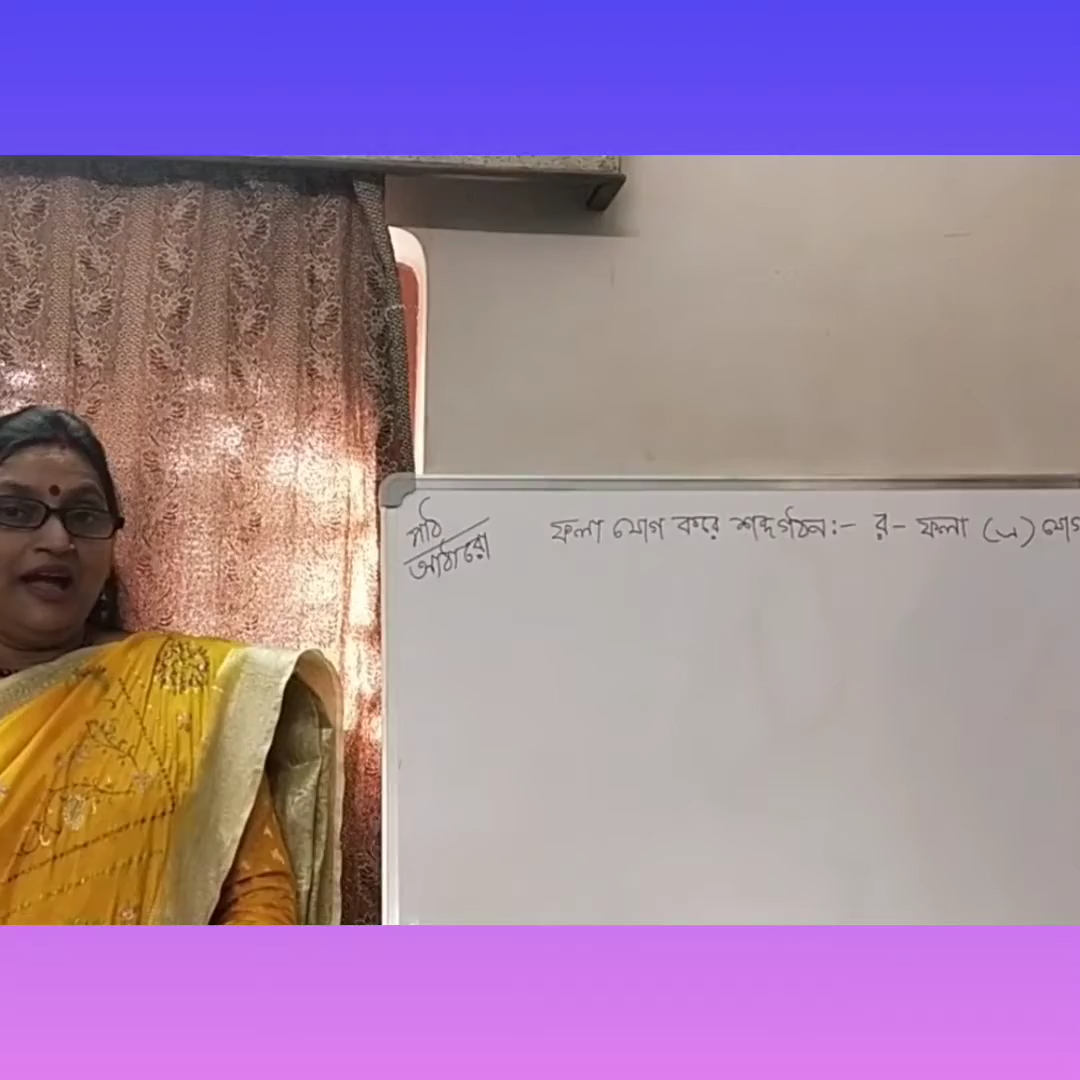 পাঠ
আঠারো
ফলা যোগ করে শব্দগঠন:- র- ফলা (্র) যোগ